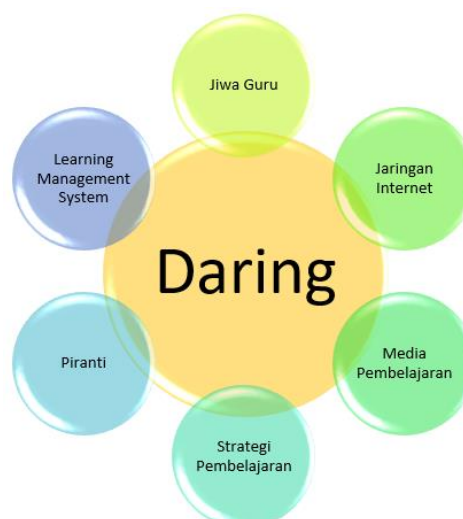 Jiwa Guru
Jaringan
Internet
Media
Pembelajaran
Strategi
Pembelajaran
Piranti
Learning
Management
System
Daring